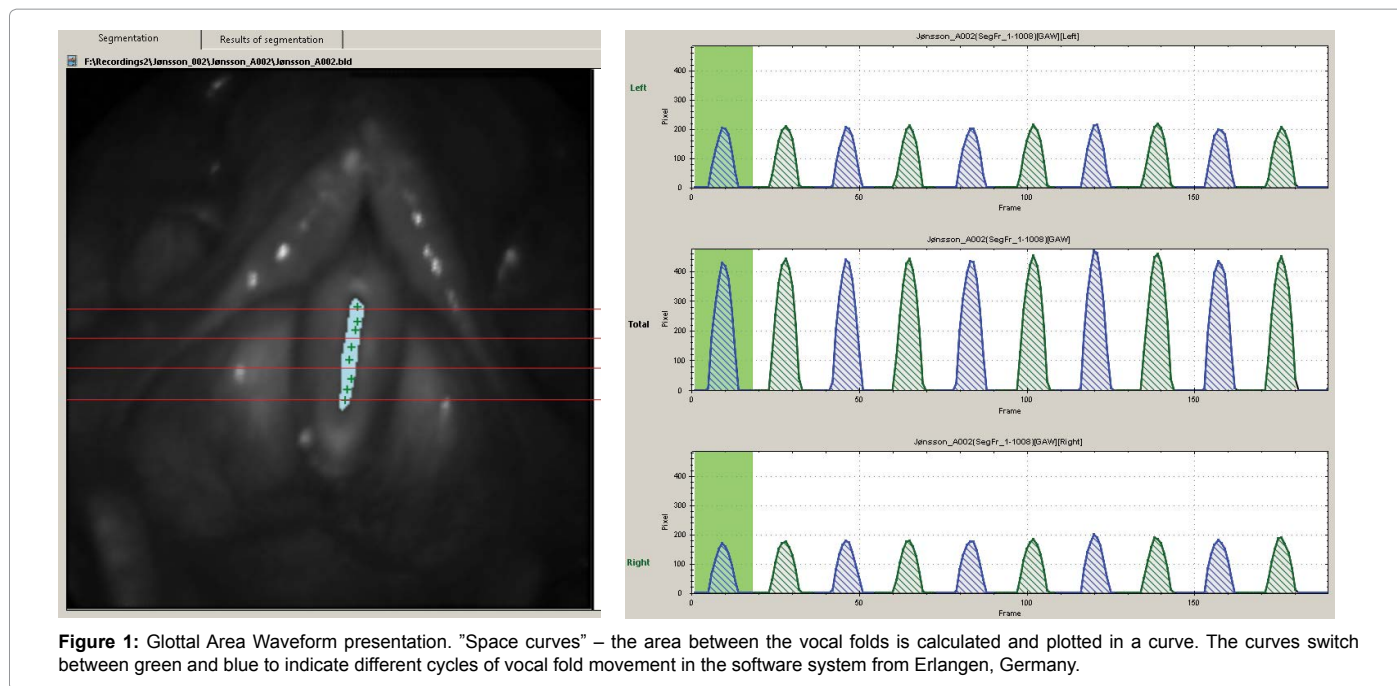 Segmentation
Results of segmentation
F:\Recordings2\Jønsson_002\Jønsson_A002\Jønsson_A002.bld
Jønsson_A002(SegFr_1-1008)[GAW][Left]
Left
Pixel
400
300
200
100
0
0
50
100
150
Frame
Jønsson_A002(SegFr_1-1008)[GAW]
Total
Pixel
400
300
200
100
0
0
50
100
150
Frame
Jønsson_A002(SegFr_1-1008)[GAW][Right]
Right
Pixel
400
300
200
100
0
0
50
100
150
Frame
Figure 1: Glottal Area Waveform presentation. ”Space curves” – the area between the vocal folds is calculated and plotted in a curve. The curves switch
between green and blue to indicate different cycles of vocal fold movement in the software system from Erlangen, Germany.